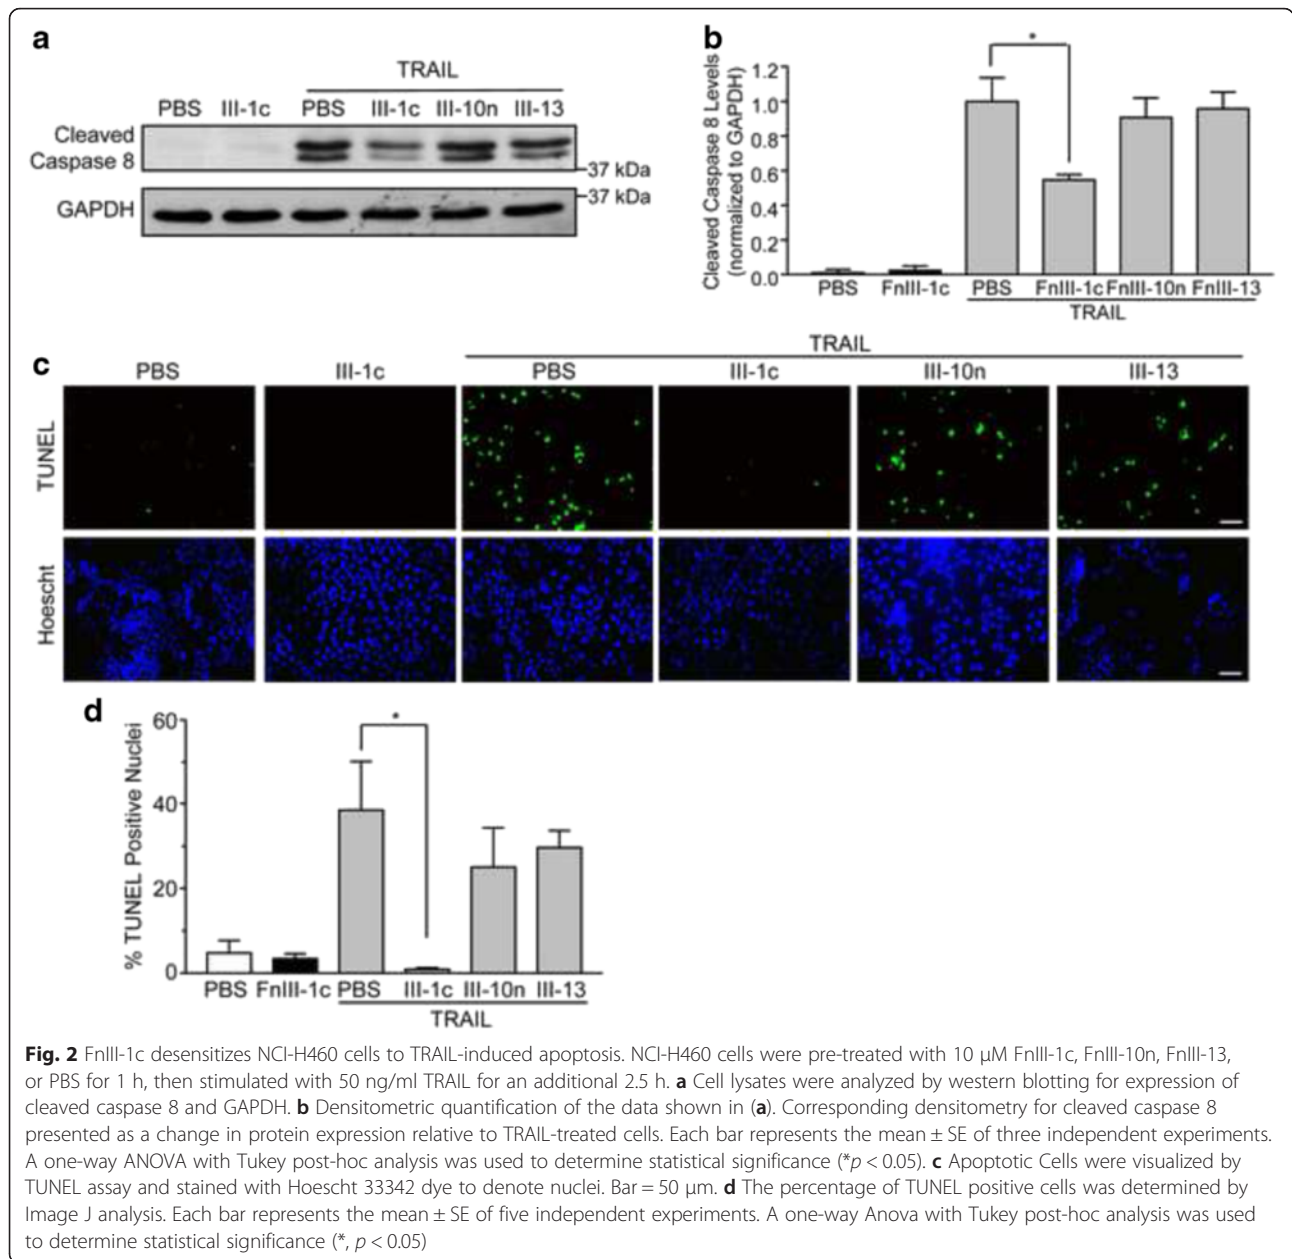 a
TRAIL
PBS III-1c PBS III-1c III-10n III-13
Cleaved
Caspase 8
37 kDa
37 kDa
GAPDH
b
*
Cleaved Caspase 8 Levels
(normalized to GAPDH)
1.2
1.0
0.8
0.6
0.4
0.2
0.0
PBS FnIII-1c PBS FnIII-1c FnIII-10n FnIII-13
TRAIL
c
TRAIL
PBS III-1c PBS III-1c III-10n III-13
TUNEL
Hoescht
d
*
% TUNEL Positive Nuclei
60
40
20
0
PBS FnIII-1c PBS III-1c III-10n III-13
TRAIL
Fig. 2 FnIII-1c desensitizes NCI-H460 cells to TRAIL-induced apoptosis. NCI-H460 cells were pre-treated with 10 μM FnIII-1c, FnIII-10n, FnIII-13,
or PBS for 1 h, then stimulated with 50 ng/ml TRAIL for an additional 2.5 h. a Cell lysates were analyzed by western blotting for expression of
cleaved caspase 8 and GAPDH. b Densitometric quantification of the data shown in (a). Corresponding densitometry for cleaved caspase 8
presented as a change in protein expression relative to TRAIL-treated cells. Each bar represents the mean ± SE of three independent experiments.
A one-way ANOVA with Tukey post-hoc analysis was used to determine statistical significance (*p < 0.05). c Apoptotic Cells were visualized by
TUNEL assay and stained with Hoescht 33342 dye to denote nuclei. Bar = 50 μm. d The percentage of TUNEL positive cells was determined by
Image J analysis. Each bar represents the mean ± SE of five independent experiments. A one-way Anova with Tukey post-hoc analysis was used
to determine statistical significance (*, p < 0.05)